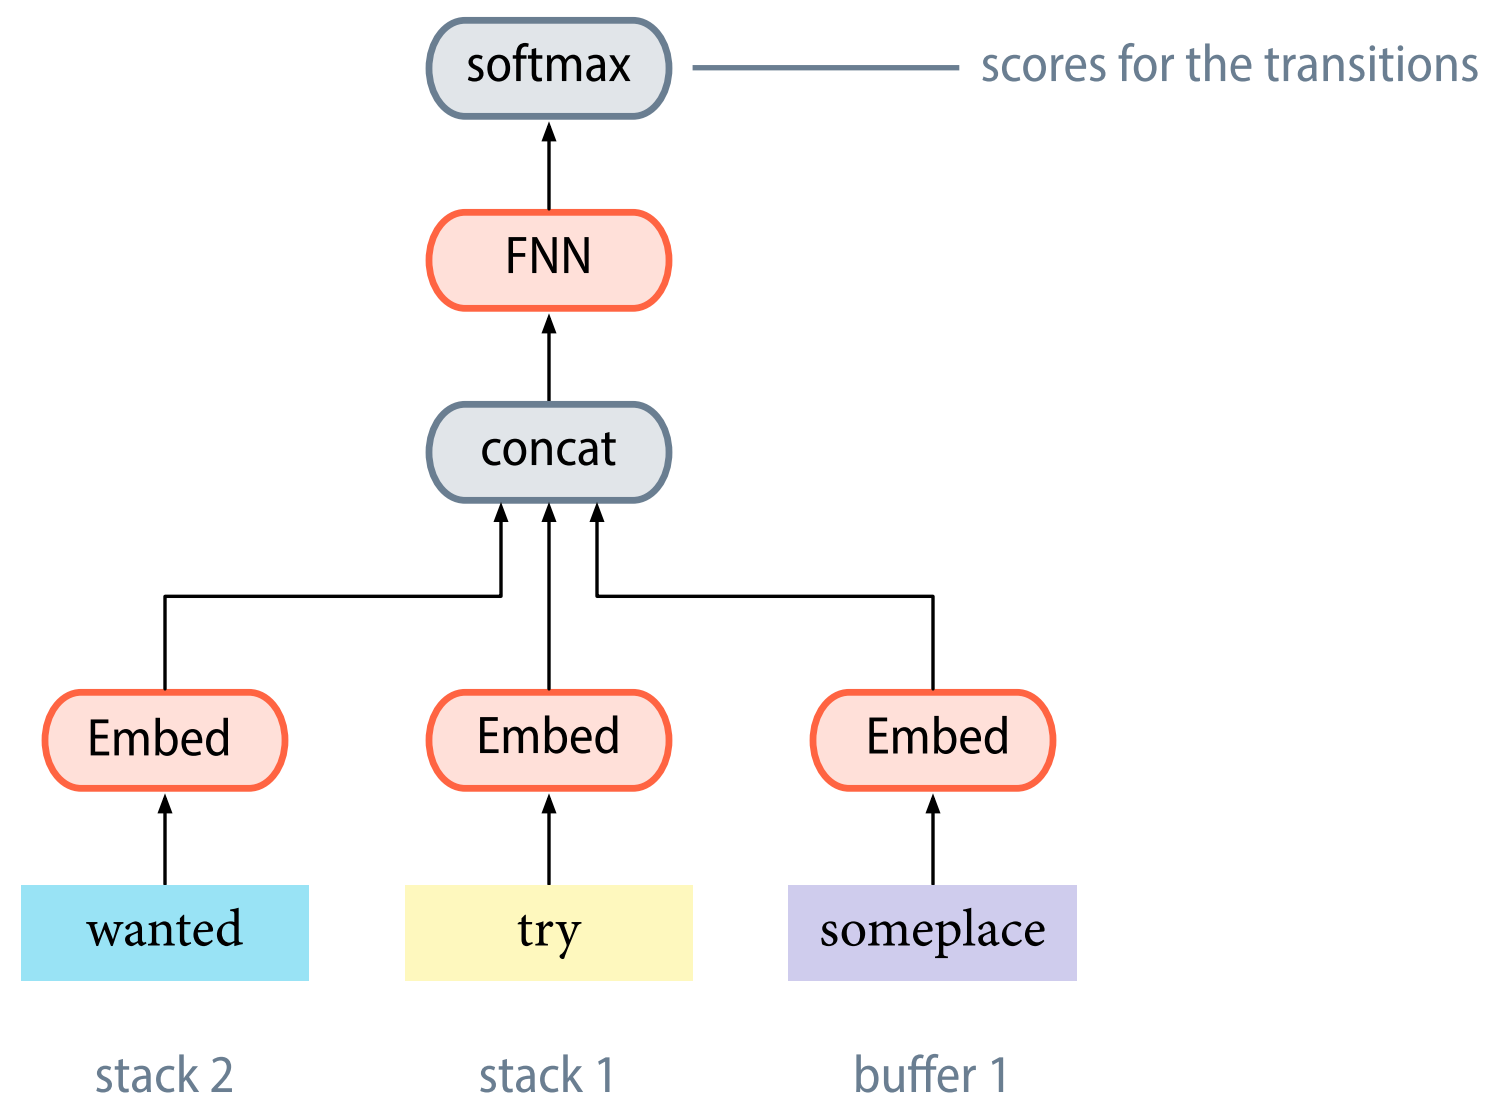 softmax
scores for the transitions
FNN
concat
Embed
Embed
Embed
wanted
try
someplace
stack 2
stack 1
buffer 1